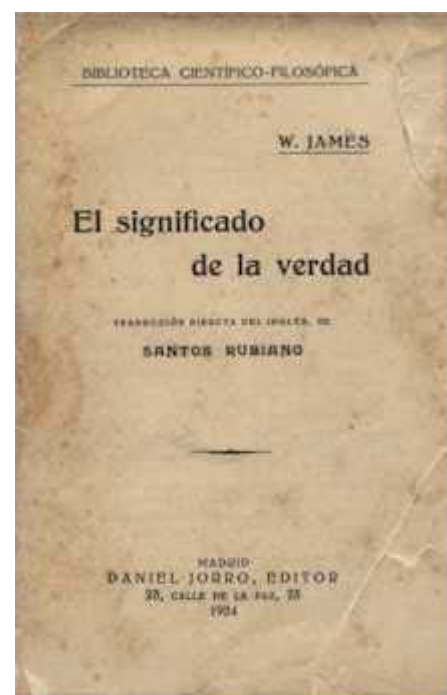 BIBLIOTECA CIENTÍFICO-FILOSÓFICA
W. JAMES
El significado
de la verdad
TRADUCCIÓN DIRECTA DEL INGLÉS, DE
SANTOS RUBIANO
MADRID
DANIEL JORRO, EDITOR
23, CALLE DE LA PAZ, 23
1924